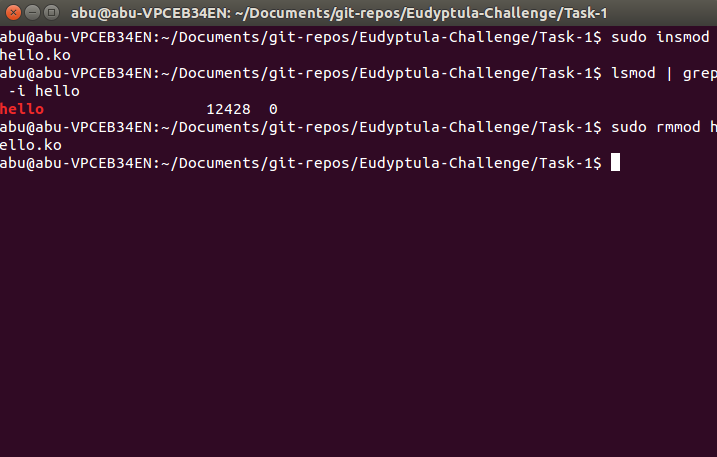 abu@abu-VPCEB34EN: ~/Documents/git-repos/Eudyptula-Challenge/Task-1
abu@abu-VPCEB34EN:~/Documents/git-repos/Eudyptula-Challenge/Task-1$ sudo insmod
hello.ko
abu@abu-VPCEB34EN:~/Documents/git-repos/Eudyptula-Challenge/Task-1$ lsmod | grep
 -i hello
hello                  12428  0
abu@abu-VPCEB34EN:~/Documents/git-repos/Eudyptula-Challenge/Task-1$ sudo rmmod h
ello.ko
abu@abu-VPCEB34EN:~/Documents/git-repos/Eudyptula-Challenge/Task-1$